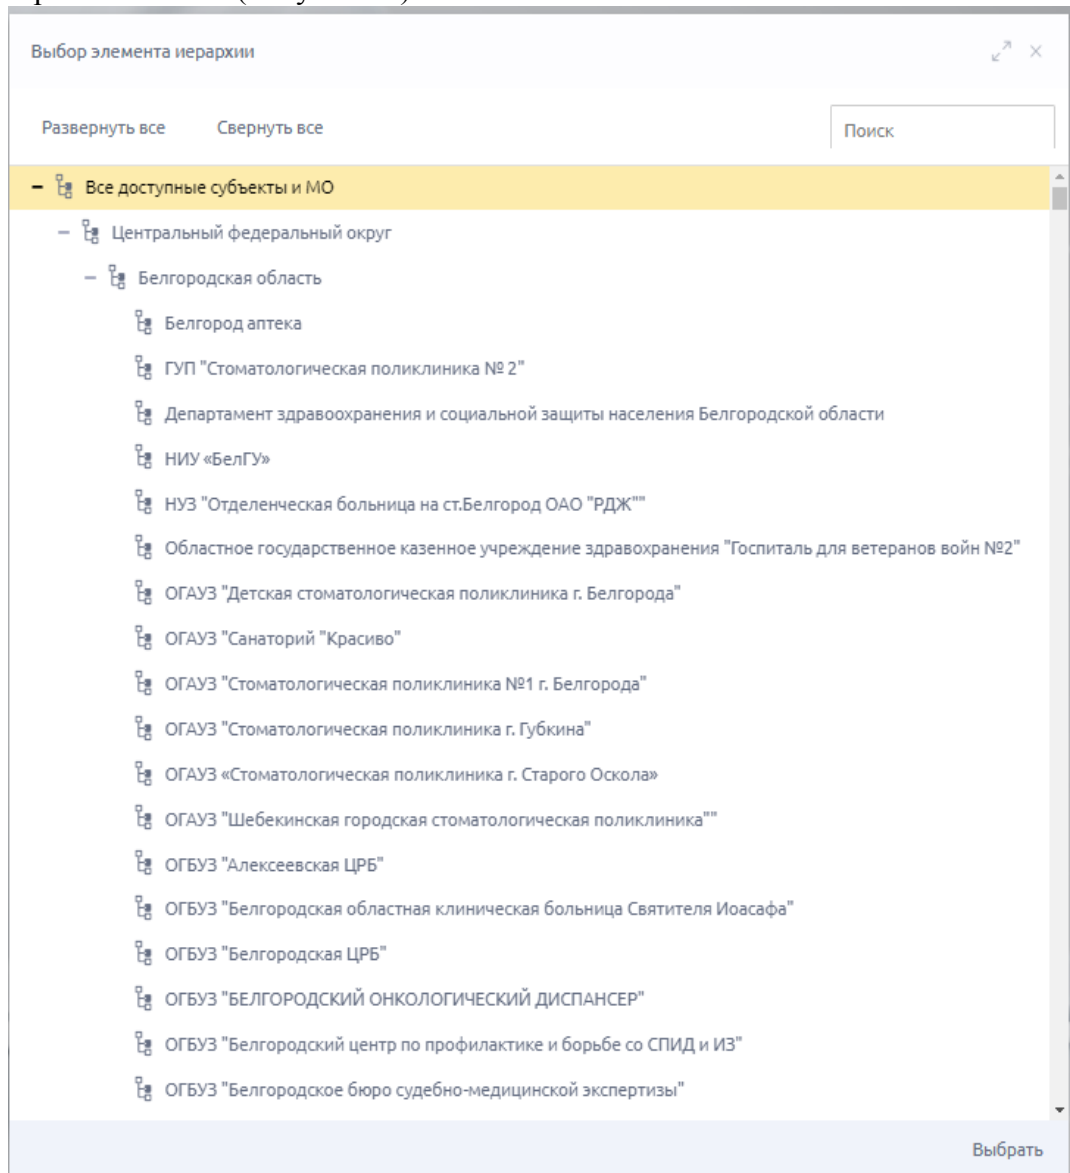 Выбор элемента иерархии
Развернуть все Свернуть все Поиск
Все доступные субъекты и МО
Центральный федеральный округ
Белгородская область
Белгород аптека
ГУП "Стоматологическая поликлиника № 2"
Департамент здравоохранения и социальной защиты населения Белгородской области
НИУ «БелГУ»
НУЗ "Отделенческая больница на ст.Белгород ОАО "РДЖ""
Областное государственное казенное учреждение здравохранения "Госпиталь для ветеранов войн №2"
ОГАУЗ "Детская стоматологическая поликлиника г. Белгорода"
ОГАУЗ "Санаторий "Красиво"
ОГАУЗ "Стоматологическая поликлиника №1 г. Белгорода"
ОГАУЗ "Стоматологическая поликлиника г. Губкина"
ОГАУЗ «Стоматологическая поликлиника г. Старого Оскола»
ОГАУЗ "Шебекинская городская стоматологическая поликлиника""
ОГБУЗ "Алексеевская ЦРБ"
ОГБУЗ "Белгородская областная клиническая больница Святителя Иоасафа"
ОГБУЗ "Белгородская ЦРБ"
ОГБУЗ "БЕЛГОРОДСКИЙ ОНКОЛОГИЧЕСКИЙ ДИСПАНСЕР"
ОГБУЗ "Белгородский центр по профилактике и борьбе со СПИД и ИЗ"
ОГБУЗ "Белгородское бюро судебно-медицинской экспертизы"
Выбрать